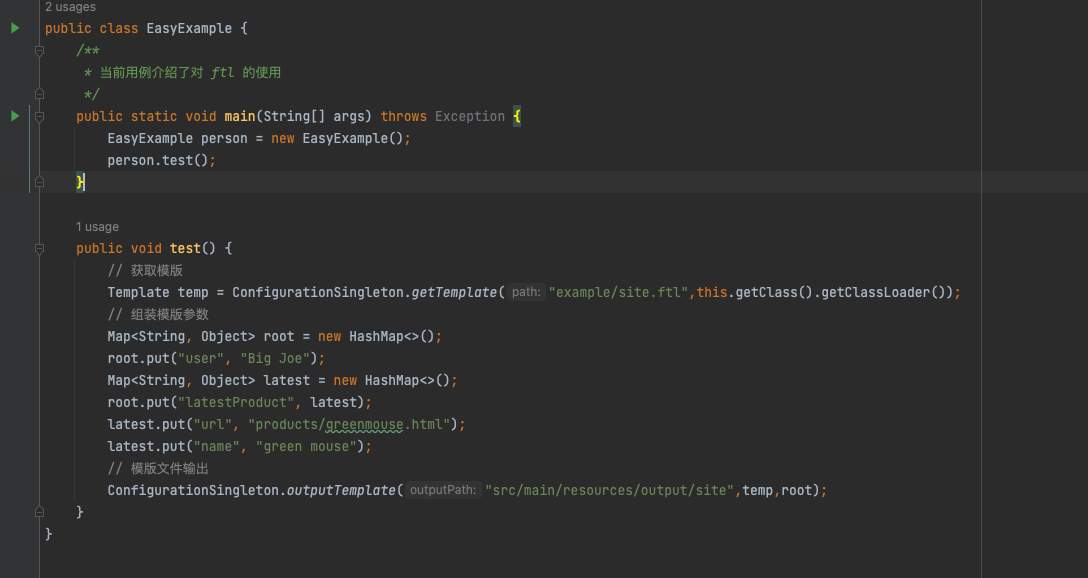 2 usages
public class EasyExample {
/**
* 当前用例介绍了对 ftl 的使用
*/
public static void main(String[] args) throws Exception {
EasyExample person = new EasyExample();
person.test();
}
1 usage
public void test() {
// 获取模版
Template temp = ConfigurationSingleton.getTemplate( path: "example/site.ftl",this.getClass().getClassLoader());
// 组装模版参数
Map<String, Object> root = new HashMap<>();
root.put("user", "Big Joe");
Map<String, Object> latest = new HashMap<>();
root.put("latestProduct", latest);
latest.put("url", "products/greenmouse.html");
latest.put("name", "green mouse");
// 模版文件输出
ConfigurationSingleton.outputTemplate( outputPath: "src/main/resources/output/site",temp,root);
}
}